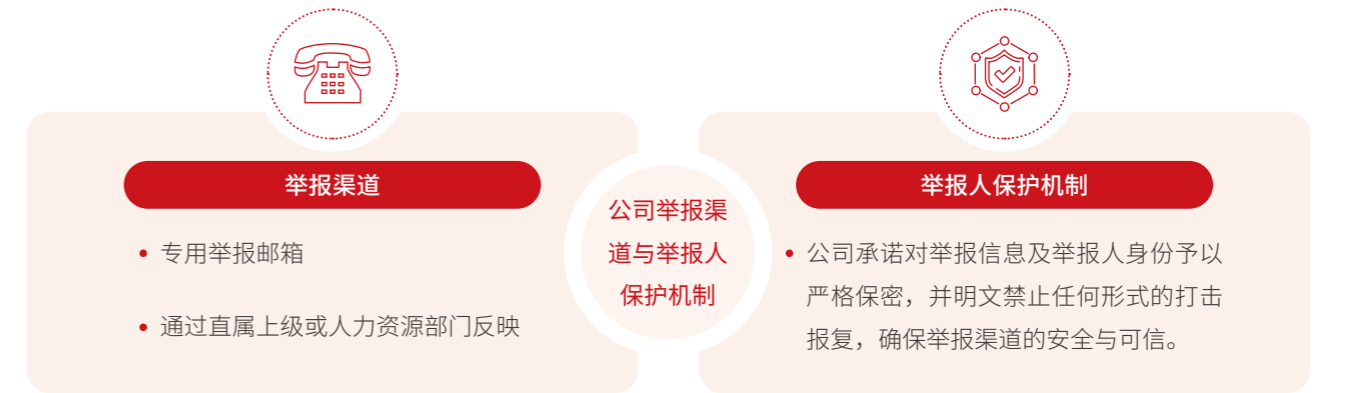 举报渠道
专用举报邮箱
通过直属上级或人力资源部门反映
公司举报渠
道与举报人
保护机制
举报人保护机制
公司承诺对举报信息及举报人身份予以
严格保密，并明文禁止任何形式的打击
报复，确保举报渠道的安全与可信。